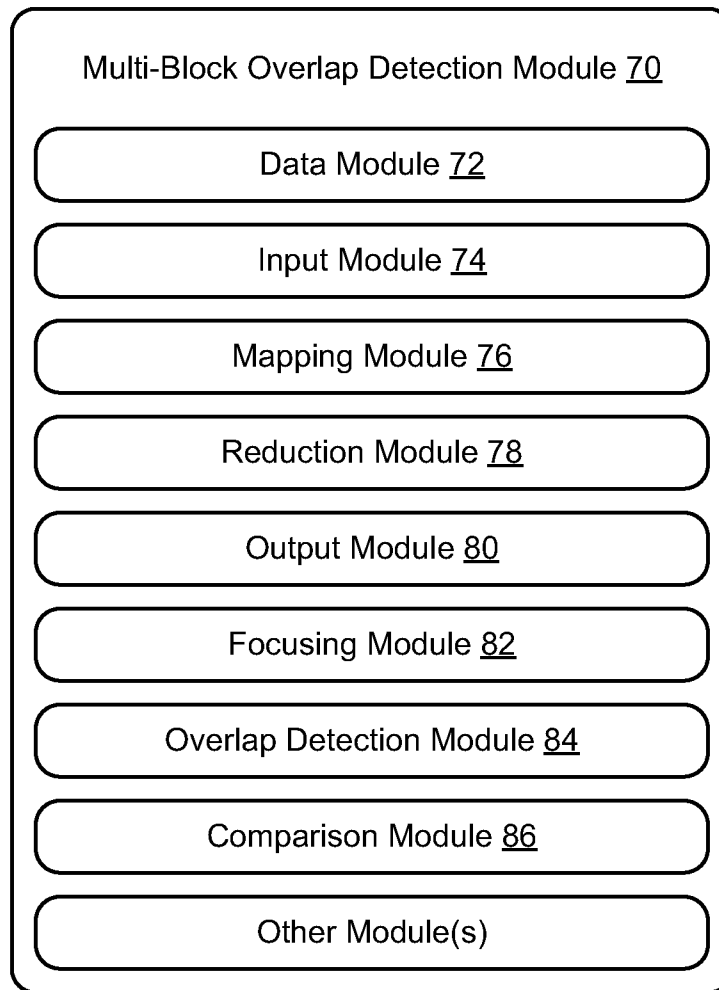 Multi-Block Overlap Detection Module 70
Data Module 72
Input Module 74
Mapping Module 76
Reduction Module 78
Output Module 80
Focusing Module 82
Overlap Detection Module 84
Comparison Module 86
Other Module(s)